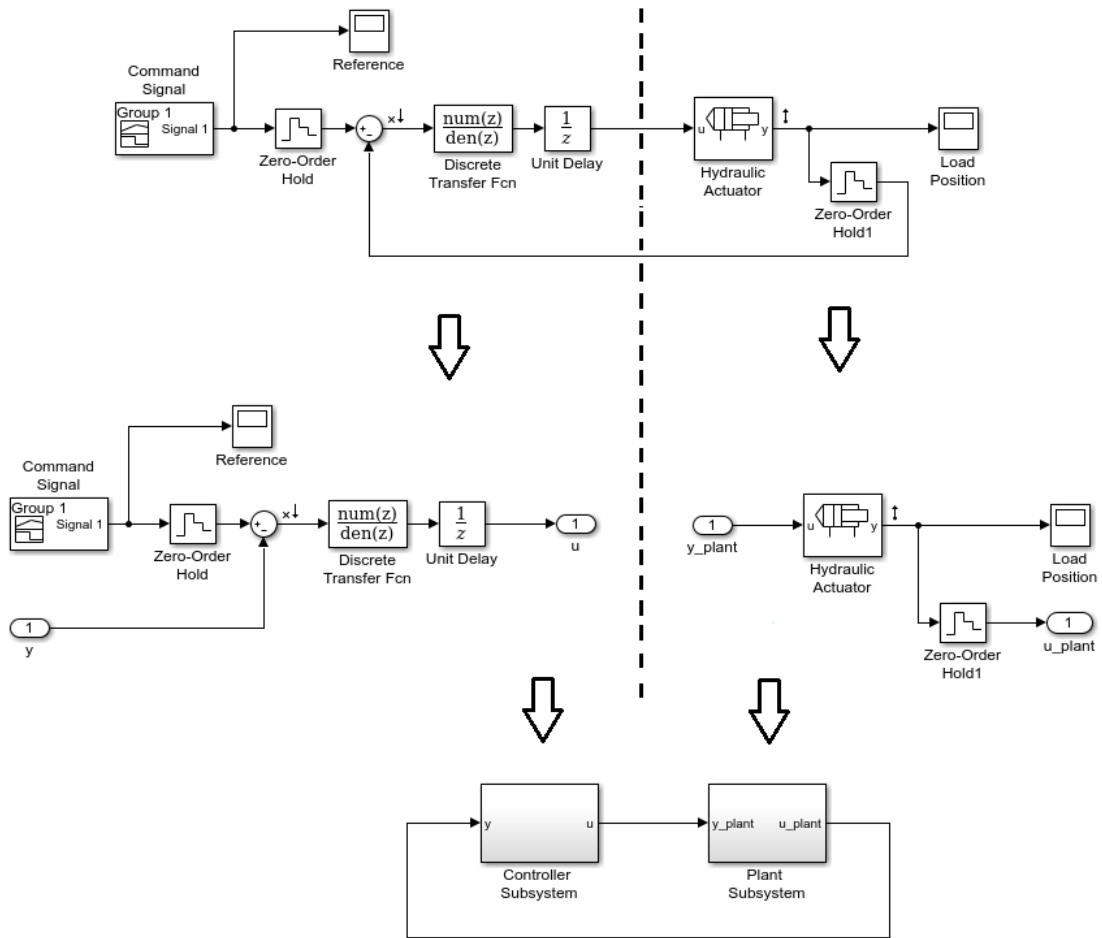 Reference
Command
Signal
Group 1
Signal 1
Zero-Order
Hold
+
-
×↓
num(z)
den(z)
Discrete
Transfer Fcn
1
z
Unit Delay
u
y
↕
Hydraulic
Actuator
Zero-Order
Hold1
Load
Position
Reference
Command
Signal
Group 1
Signal 1
Zero-Order
Hold
+
-
×↓
num(z)
den(z)
Discrete
Transfer Fcn
1
z
Unit Delay
1
u
1
y
1
y_plant
u
y
↕
Hydraulic
Actuator
Load
Position
Zero-Order
Hold1
1
u_plant
y
u
Controller
Subsystem
y_plant
u_plant
Plant
Subsystem